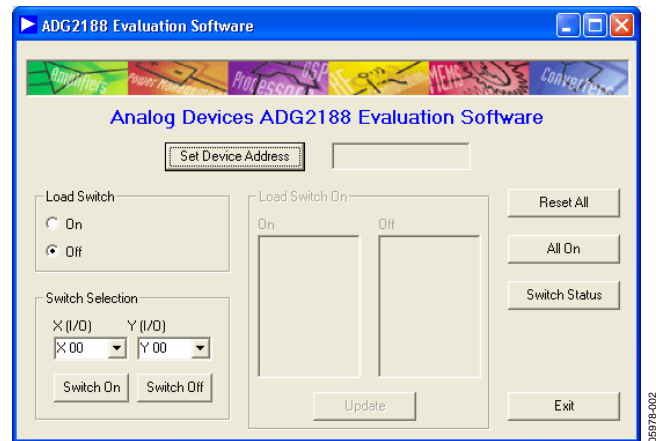 ADG2188 Evaluation Software
Amplifiers Power Management Processors DSP RF MEMS Converters
Analog Devices ADG2188 Evaluation Software
Set Device Address
Load Switch
On
Off
Load Switch On
On Off
Reset All
All On
Switch Status
Switch Selection
X (I/O) Y (I/O)
X 00 Y 00
Switch On Switch Off
Update
Exit
05978-002